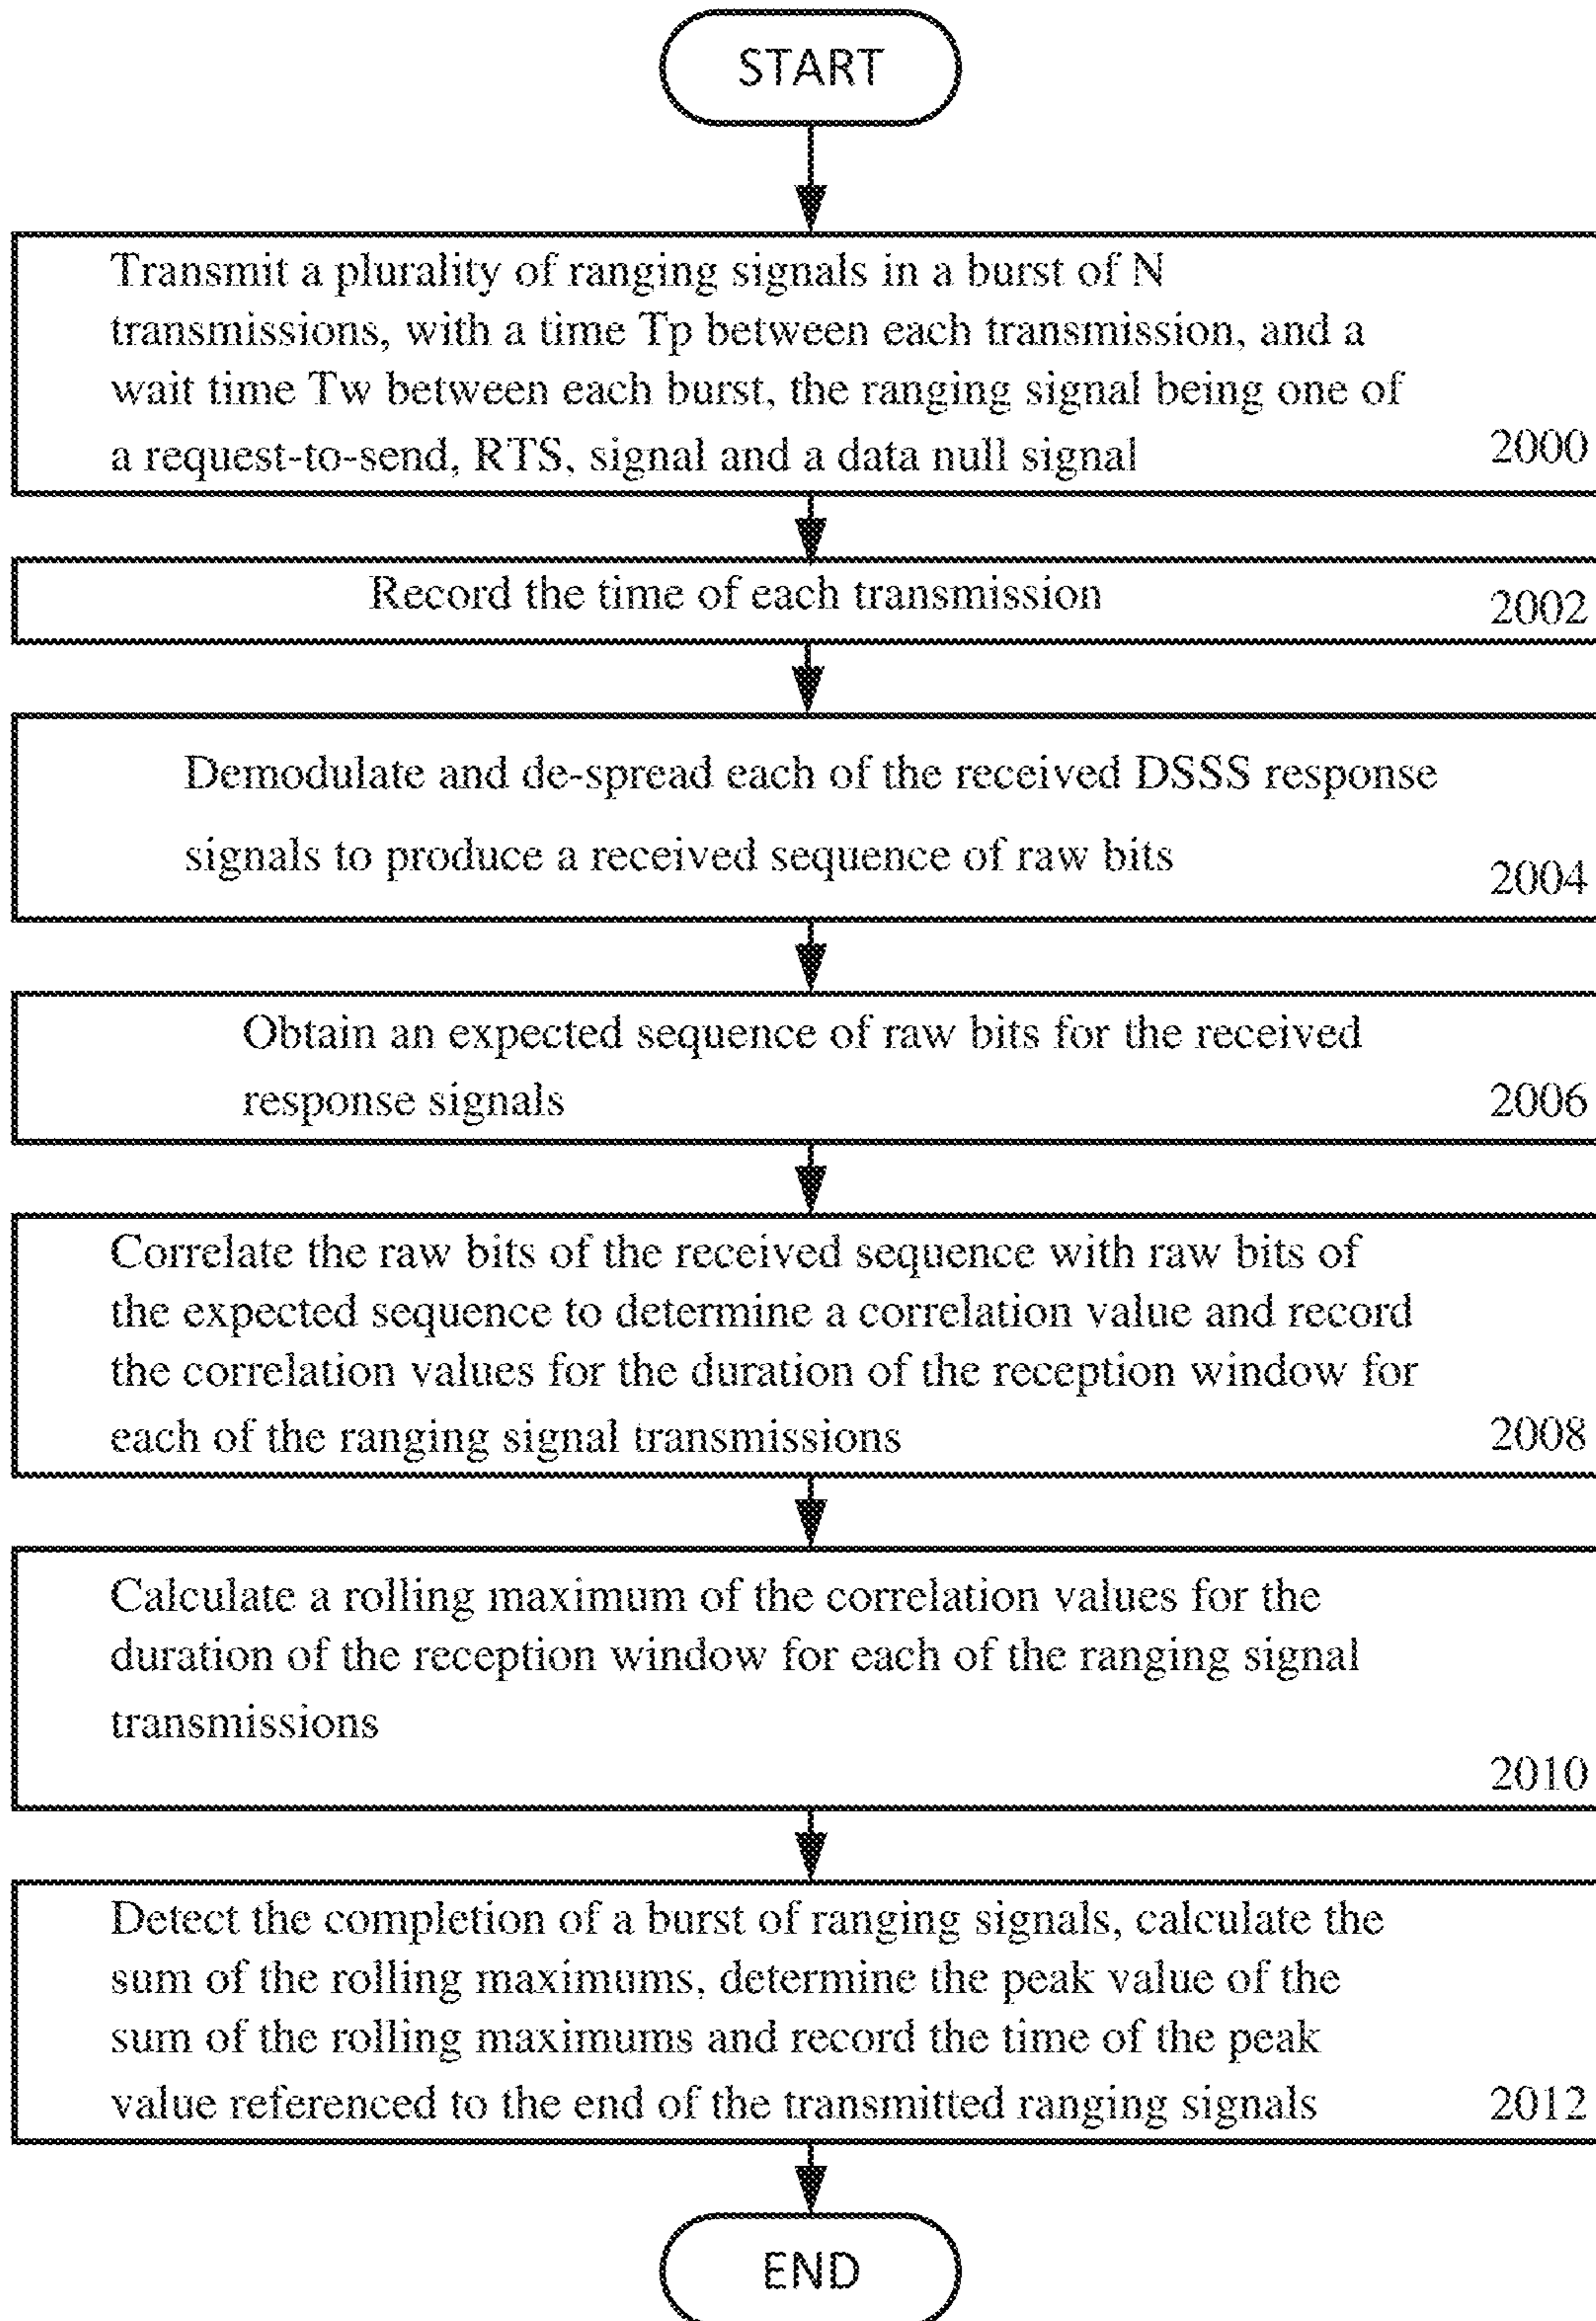 START
Transmit a plurality of ranging signals in a burst of N
transmissions, with a time Tp between each transmission, and a
wait time Tw between each burst, the ranging signal being one of
a request-to-send, RTS, signal and a data null signal
2000
Record the time of each transmission
2002
Demodulate and de-spread each of the received DSSS response
signals to produce a received sequence of raw bits
2004
Obtain an expected sequence of raw bits for the received
response signals
2006
Correlate the raw bits of the received sequence with raw bits of
the expected sequence to determine a correlation value and record
the correlation values for the duration of the reception window for
each of the ranging signal transmissions
2008
Calculate a rolling maximum of the correlation values for the
duration of the reception window for each of the ranging signal
transmissions
2010
Detect the completion of a burst of ranging signals, calculate the
sum of the rolling maximums, determine the peak value of the
sum of the rolling maximums and record the time of the peak
value referenced to the end of the transmitted ranging signals
2012
END